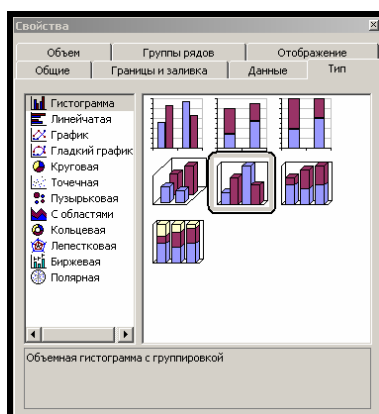 Свойства
Объем
Группы рядов
Отображение
Общие
Границы и заливка
Данные
Тип
Гистограмма
Линейчатая
График
Гладкий график
Круговая
Точечная
Пузырьковая
С областями
Кольцевая
Лепестковая
Биржевая
Полярная
Объемная гистограмма с группировкой